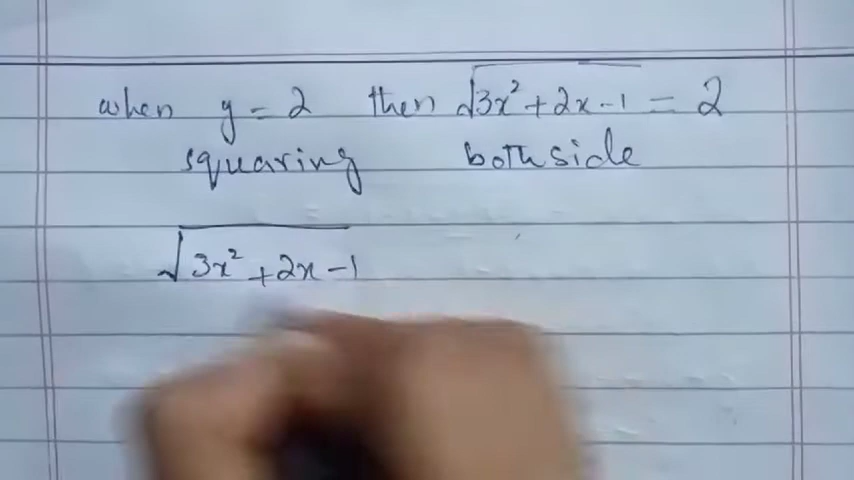 when y = 2 then √3x²+2x-1 = 2
squaring both side
√3x²+2x-1